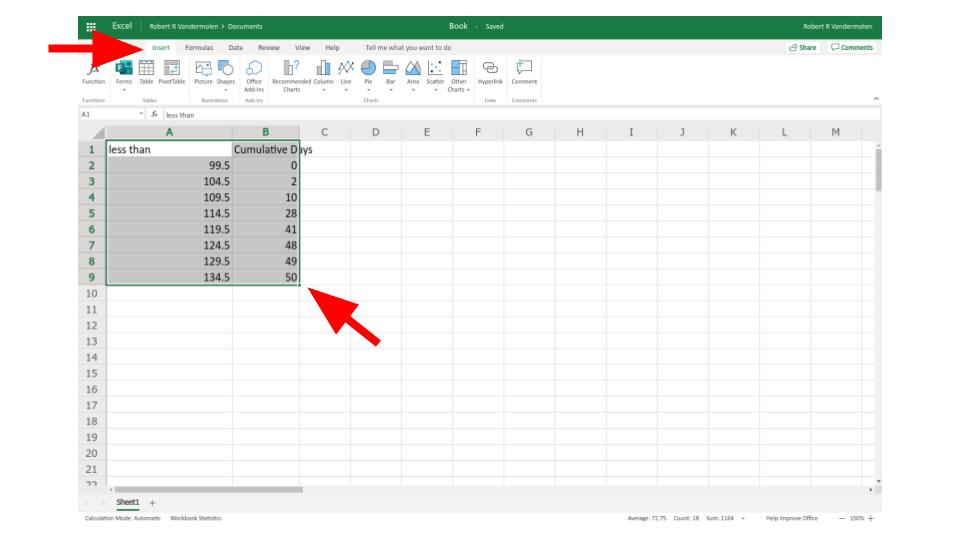 Excel Robert R Vandermolen > Documents Book - Saved Robert R Vandermolen
Insert Formulas Data Review View Help Tell me what you want to do Share Comments
Function Forms Table PivotTable Picture Shapes Office Add-ins Recommended Charts Column Line Pie Bar Area Scatter Other Charts Hyperlink Comment
Functions Tables Illustrations Add-ins Charts Links Comments
A1 fx less than
A B C D E F G H I J K L M
1 less than Cumulative Days
2 99.5 0
3 104.5 2
4 109.5 10
5 114.5 28
6 119.5 41
7 124.5 48
8 129.5 49
9 134.5 50
10
11
12
13
14
15
16
17
18
19
20
21
22
Sheet1 +
Calculation Mode: Automatic Workbook Statistics Average: 72.75 Count: 18 Sum: 1164 Help Improve Office — 150% +